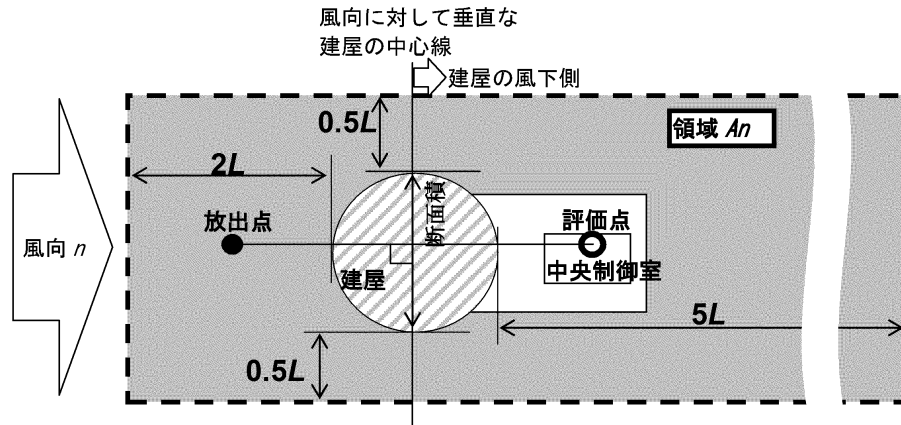 風向に対して垂直な
建屋の中心線
建屋の風下側
0.5L
領域 An
2L
断面積
放出点
評価点
風向 n
建屋
中央制御室
5L
0.5L